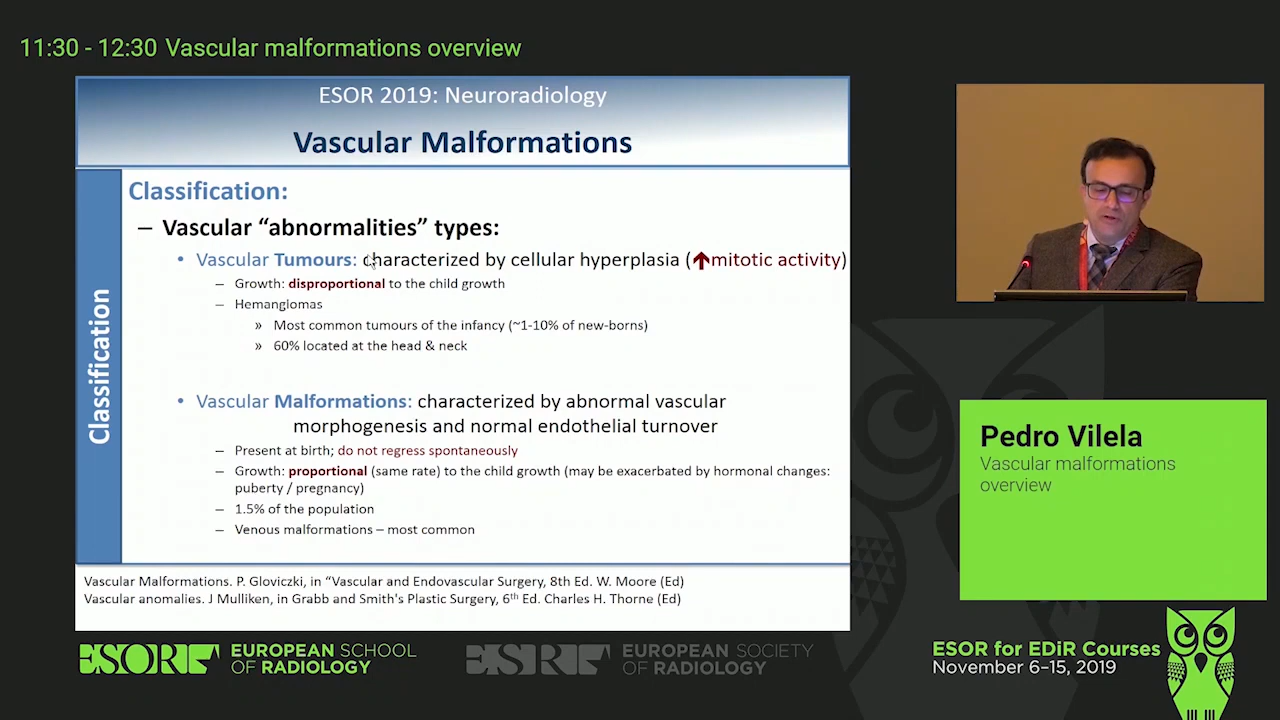 11:30 - 12:30 Vascular malformations overview
ESOR 2019: Neuroradiology
Vascular Malformations
Classification
Classification:
– Vascular “abnormalities” types:
• Vascular Tumours: characterized by cellular hyperplasia (↑mitotic activity)
– Growth: disproportional to the child growth
– Hemangliomas
» Most common tumours of the infancy (~1-10% of new-borns)
» 60% located at the head & neck
• Vascular Malformations: characterized by abnormal vascular
morphogenesis and normal endothelial turnover
– Present at birth; do not regress spontaneously
– Growth: proportional (same rate) to the child growth (may be exacerbated by hormonal changes:
puberty / pregnancy)
– 1.5% of the population
– Venous malformations – most common
Vascular Malformations. P. Gloviczki, in “Vascular and Endovascular Surgery, 8th Ed. W. Moore (Ed)
Vascular anomalies. J Mulliken, in Grabb and Smith's Plastic Surgery, 6th Ed. Charles H. Thorne (Ed)
Pedro Vilela
Vascular malformations
overview
ESOR EUROPEAN SCHOOL
OF RADIOLOGY
ESR EUROPEAN SOCIETY
OF RADIOLOGY
ESOR for EDiR Courses
November 6–15, 2019